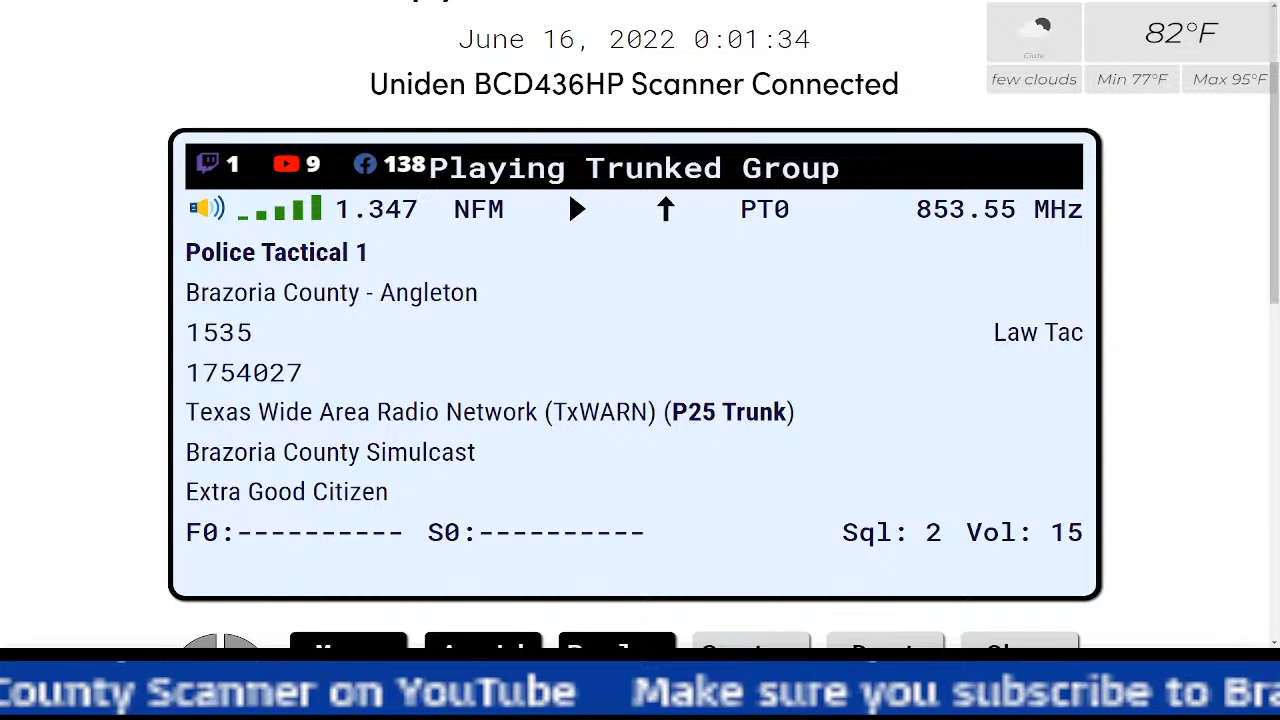 June 16, 2022 0:01:34
82°F
Clute
few clouds Min 77°F Max 95°F
Uniden BCD436HP Scanner Connected
1 9 138 Playing Trunked Group
1.347 NFM PT0 853.55 MHz
Police Tactical 1
Brazoria County - Angleton
1535 Law Tac
1754027
Texas Wide Area Radio Network (TxWARN) (P25 Trunk)
Brazoria County Simulcast
Extra Good Citizen
F0:---------- S0:---------- Sql: 2 Vol: 15
County Scanner on YouTube Make sure you subscribe to Bra